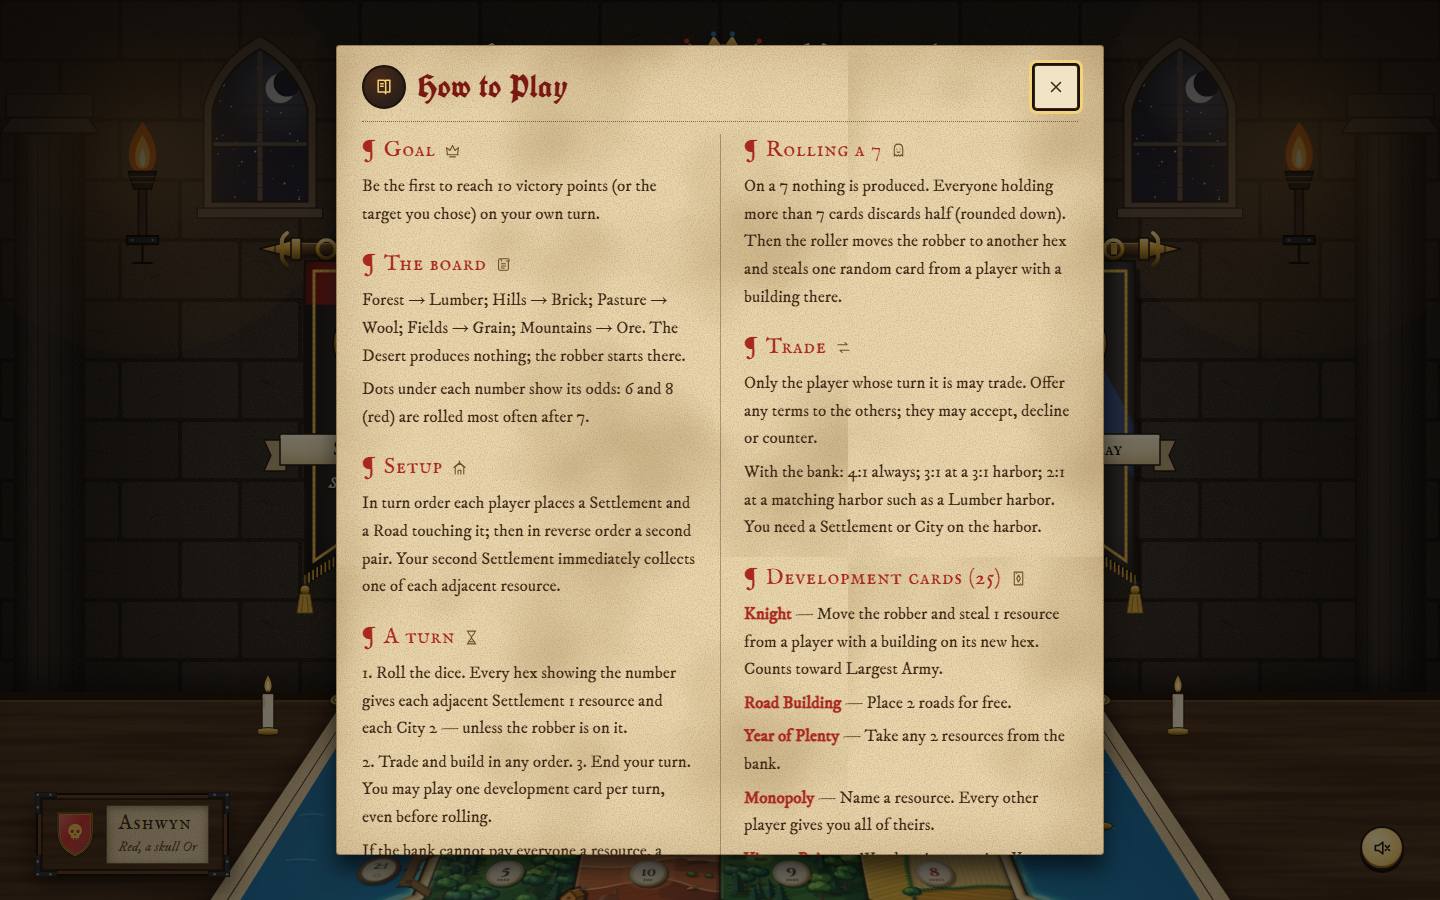 How to Play
¶ Goal
Be the first to reach 10 victory points (or the
target you chose) on your own turn.
¶ The board
Forest → Lumber; Hills → Brick; Pasture →
Wool; Fields → Grain; Mountains → Ore. The
Desert produces nothing; the robber starts there.
Dots under each number show its odds: 6 and 8
(red) are rolled most often after 7.
¶ Setup
In turn order each player places a Settlement and
a Road touching it; then in reverse order a second
pair. Your second Settlement immediately collects
one of each adjacent resource.
¶ A turn
1. Roll the dice. Every hex showing the number
gives each adjacent Settlement 1 resource and
each City 2 — unless the robber is on it.
2. Trade and build in any order. 3. End your turn.
You may play one development card per turn,
even before rolling.
If the bank cannot pay everyone a resource, a
¶ Rolling a 7
On a 7 nothing is produced. Everyone holding
more than 7 cards discards half (rounded down).
Then the roller moves the robber to another hex
and steals one random card from a player with a
building there.
¶ Trade
Only the player whose turn it is may trade. Offer
any terms to the others; they may accept, decline
or counter.
With the bank: 4:1 always; 3:1 at a 3:1 harbor; 2:1
at a matching harbor such as a Lumber harbor.
You need a Settlement or City on the harbor.
¶ Development cards (25)
Knight — Move the robber and steal 1 resource
from a player with a building on its new hex.
Counts toward Largest Army.
Road Building — Place 2 roads for free.
Year of Plenty — Take any 2 resources from the
bank.
Monopoly — Name a resource. Every other
player gives you all of theirs.
AY
Ashwyn
Red, a skull Or
2:1
5
10
9
8